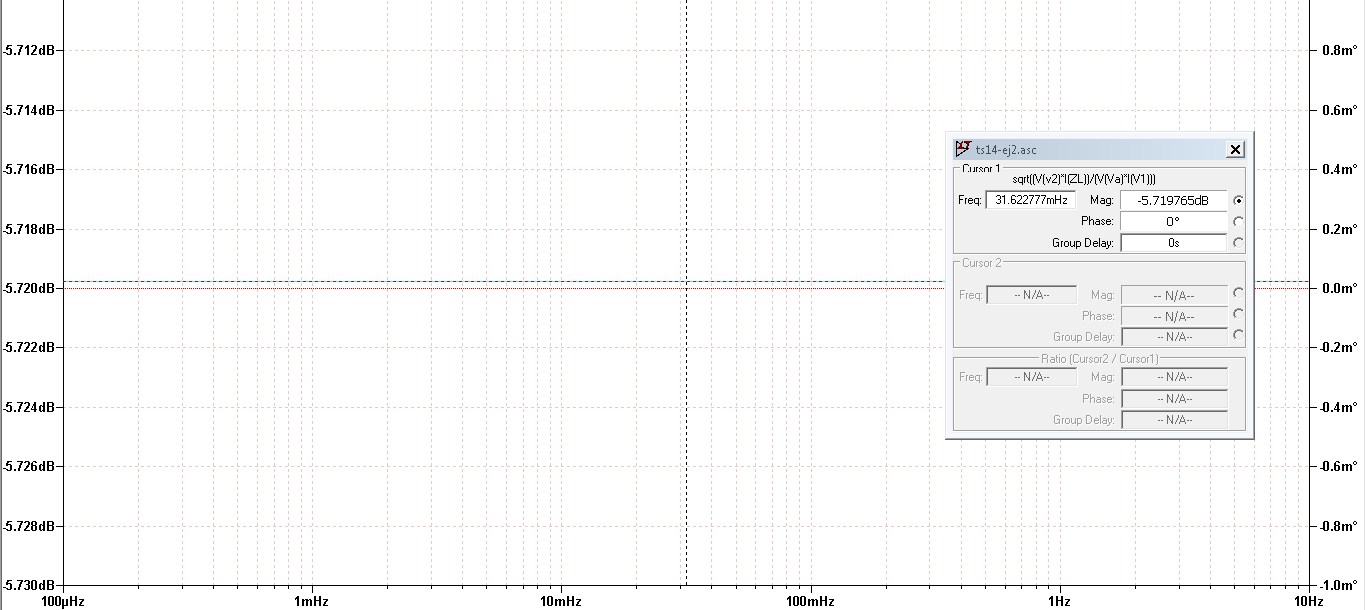 -5.712dB
-5.714dB
-5.716dB
-5.718dB
-5.720dB
-5.722dB
-5.724dB
-5.726dB
-5.728dB
-5.730dB
100µHz 1mHz 10mHz 100mHz 1Hz 10Hz
0.8m°
0.6m°
0.4m°
0.2m°
0.0m°
-0.2m°
-0.4m°
-0.6m°
-0.8m°
-1.0m°
ts14-ej2.asc
Cursor 1
sqrt((V(v2)*I(ZL))/(V(Va)*I(V1)))
Freq: 31.622777mHz Mag: -5.719765dB
Phase: 0°
Group Delay: 0s
Cursor 2
Freq: -- N/A-- Mag: -- N/A--
Phase: -- N/A--
Group Delay: -- N/A--
Ratio (Cursor2 / Cursor1)
Freq: -- N/A-- Mag: -- N/A--
Phase: -- N/A--
Group Delay: -- N/A--